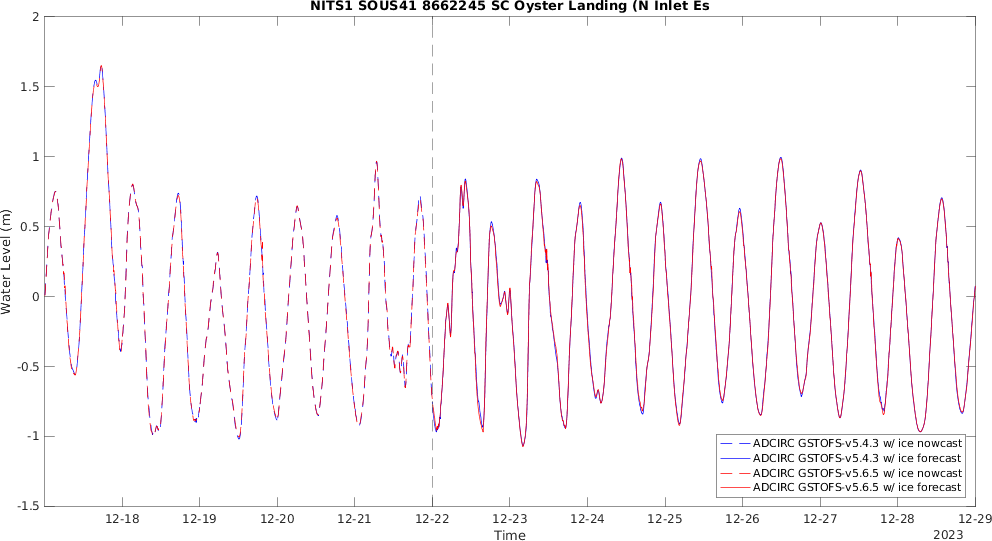 NITS1 SOUS41 8662245 SC Oyster Landing (N Inlet Es
2
1.5
1
0.5
0
-0.5
-1
-1.5
Water Level (m)
12-18 12-19 12-20 12-21 12-22 12-23 12-24 12-25 12-26 12-27 12-28 12-29
Time
2023
ADCIRC GSTOFS-v5.4.3 w/ ice nowcast
ADCIRC GSTOFS-v5.4.3 w/ ice forecast
ADCIRC GSTOFS-v5.6.5 w/ ice nowcast
ADCIRC GSTOFS-v5.6.5 w/ ice forecast